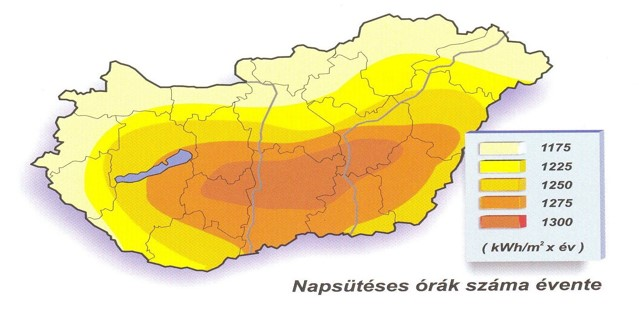 1175
1225
1250
1275
1300
( kWh/m² x év )
Napsütéses órák száma évente